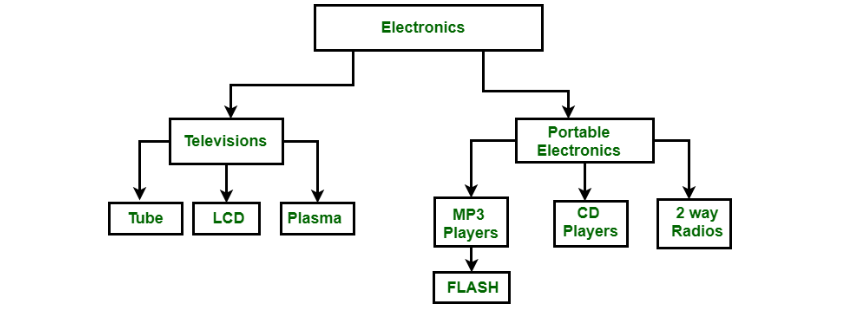 Electronics
Televisions
Portable
Electronics
Tube
LCD
Plasma
MP3
Players
CD
Players
2 way
Radios
FLASH